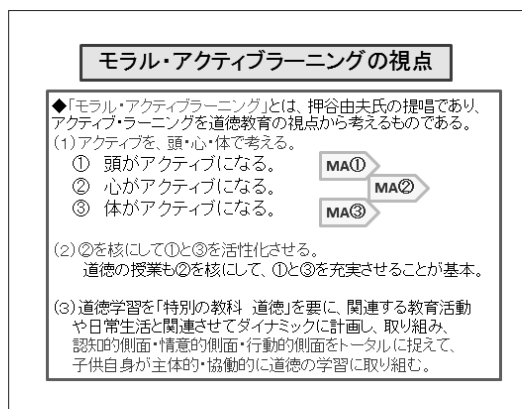 モラル・アクティブラーニングの視点
◆「モラル・アクティブラーニング」とは、押谷由夫氏の提唱であり、
アクティブ・ラーニングを道徳教育の視点から考えるものである。
(1)アクティブを、頭・心・体で考える。
① 頭がアクティブになる。 MA①
② 心がアクティブになる。 MA②
③ 体がアクティブになる。 MA③
(2)②を核にして①と③を活性化させる。
道徳の授業も②を核にして、①と③を充実させることが基本。
(3)道徳学習を「特別の教科 道徳」を要に、関連する教育活動
や日常生活と関連させてダイナミックに計画し、取り組み、
認知的側面・情意的側面・行動的側面をトータルに捉えて、
子供自身が主体的・協働的に道徳の学習に取り組む。